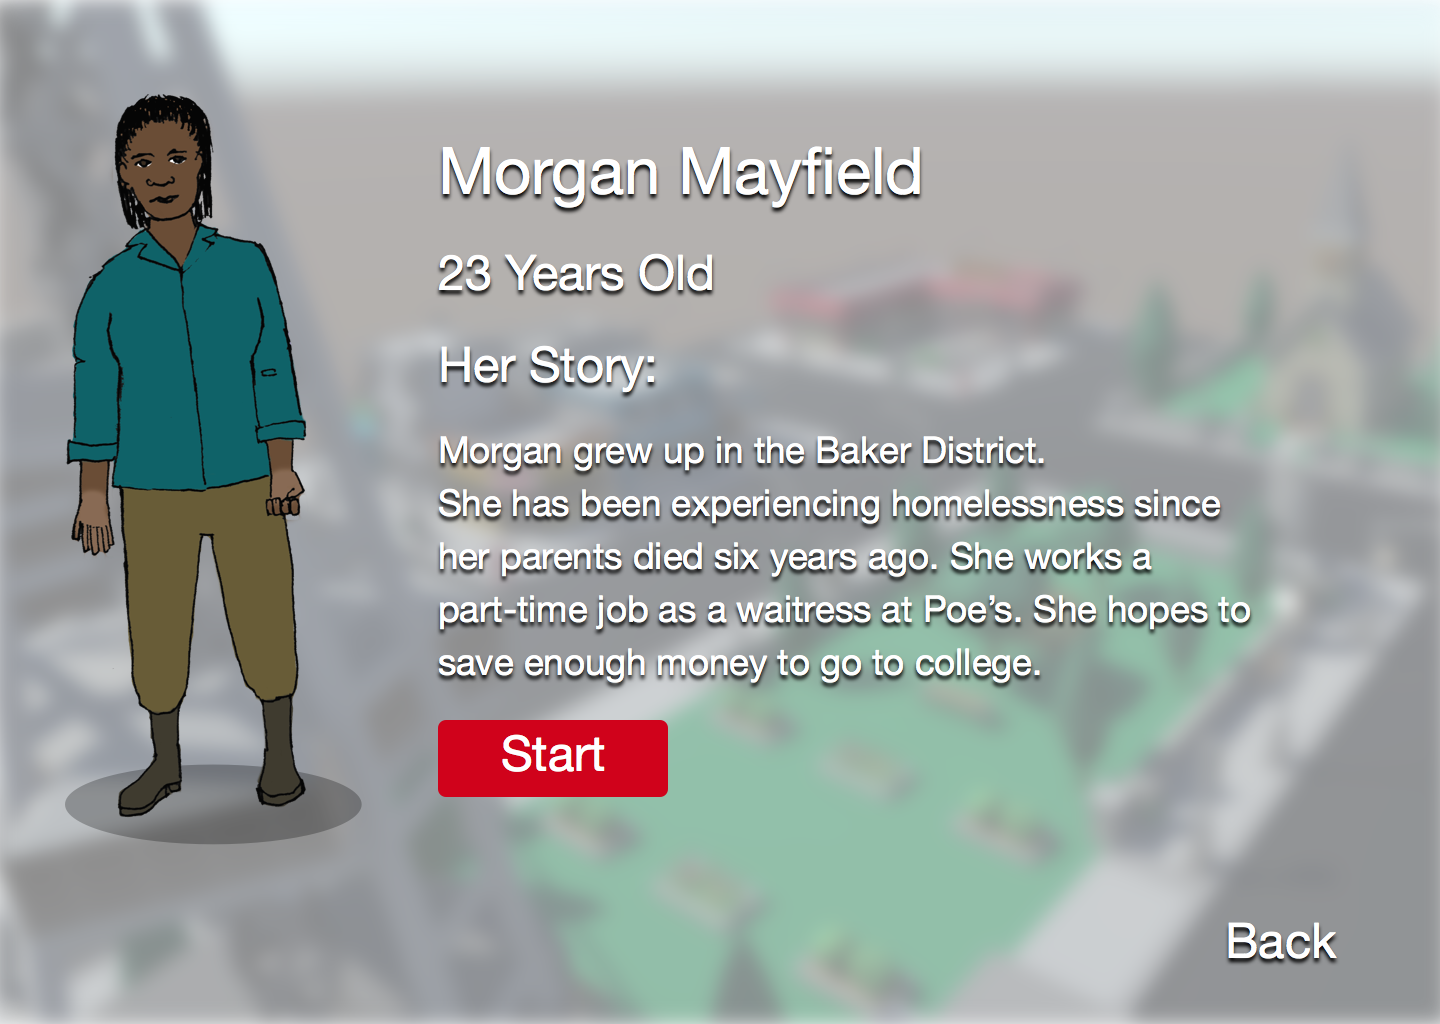 Morgan Mayfield
23 Years Old
Her Story:
Morgan grew up in the Baker District.
She has been experiencing homelessness since
her parents died six years ago. She works a
part-time job as a waitress at Poe’s. She hopes to
save enough money to go to college.
Start
Back